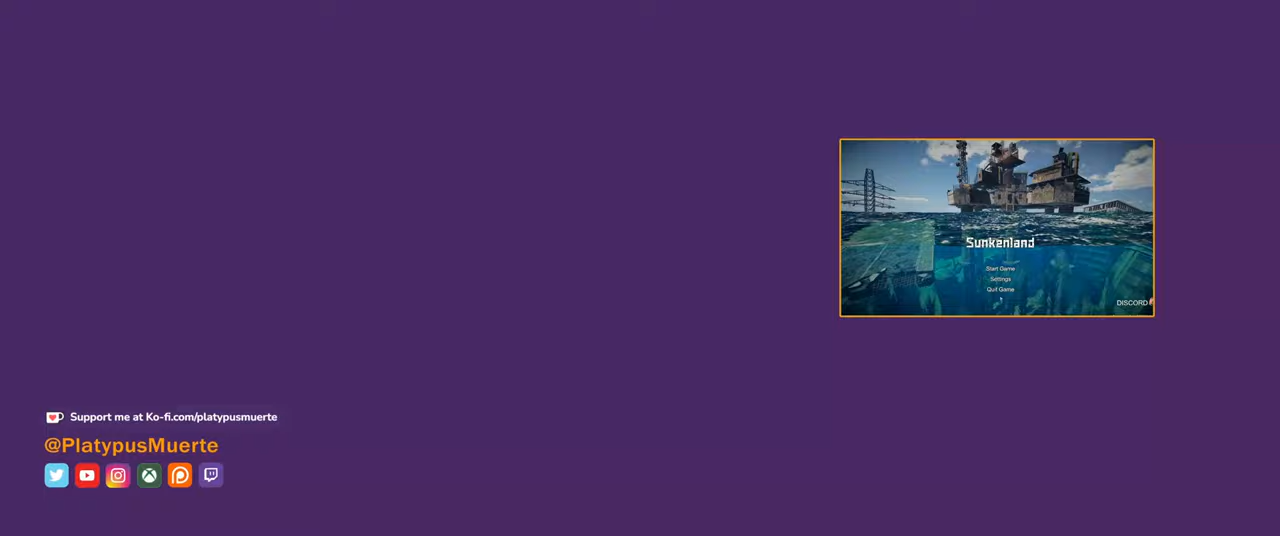 Sunkenland
Start Game
Settings
Quit Game
DISCORD
Support me at Ko-fi.com/platypusmuerte
@PlatypusMuerte